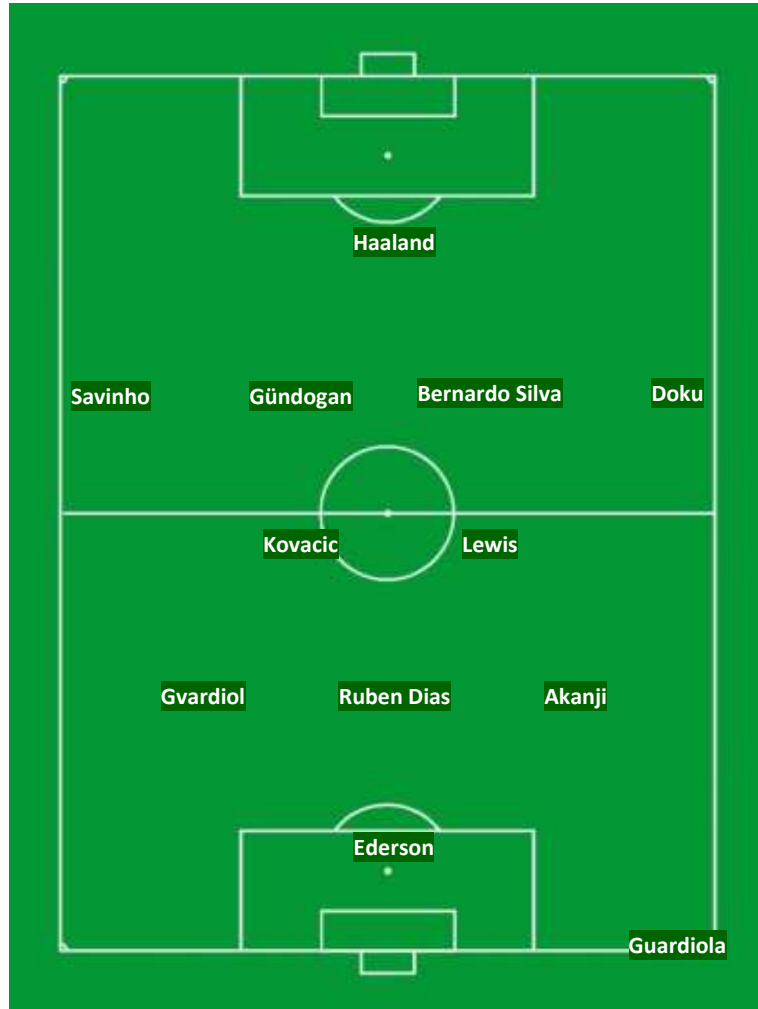 Haaland
Savinho Gündogan Bernardo Silva Doku
Kovacic Lewis
Gvardiol Ruben Dias Akanji
Ederson
Guardiola